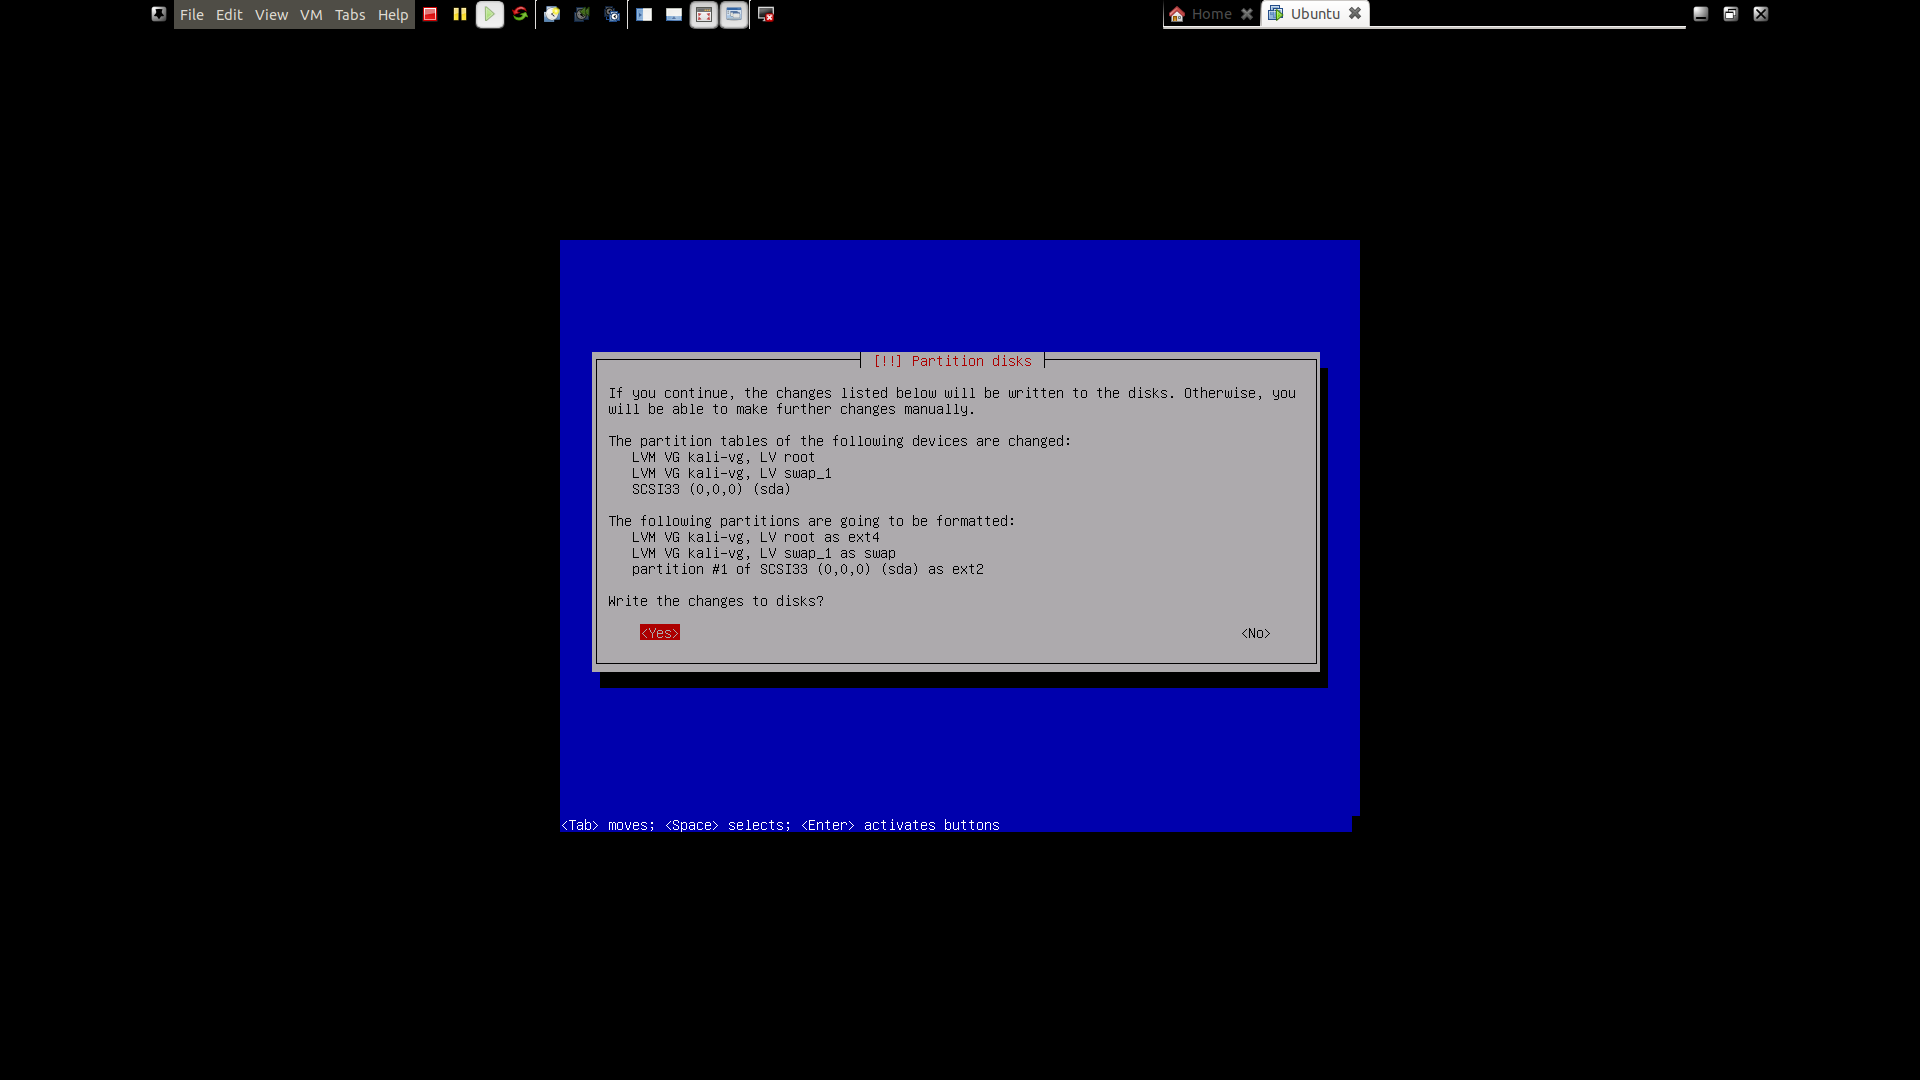 File Edit View VM Tabs Help
Home Ubuntu
[!!] Partition disks
If you continue, the changes listed below will be written to the disks. Otherwise, you
will be able to make further changes manually.
The partition tables of the following devices are changed:
LVM VG kali-vg, LV root
LVM VG kali-vg, LV swap_1
SCSI33 (0,0,0) (sda)
The following partitions are going to be formatted:
LVM VG kali-vg, LV root as ext4
LVM VG kali-vg, LV swap_1 as swap
partition #1 of SCSI33 (0,0,0) (sda) as ext2
Write the changes to disks?
<Yes> <No>
<Tab> moves; <Space> selects; <Enter> activates buttons